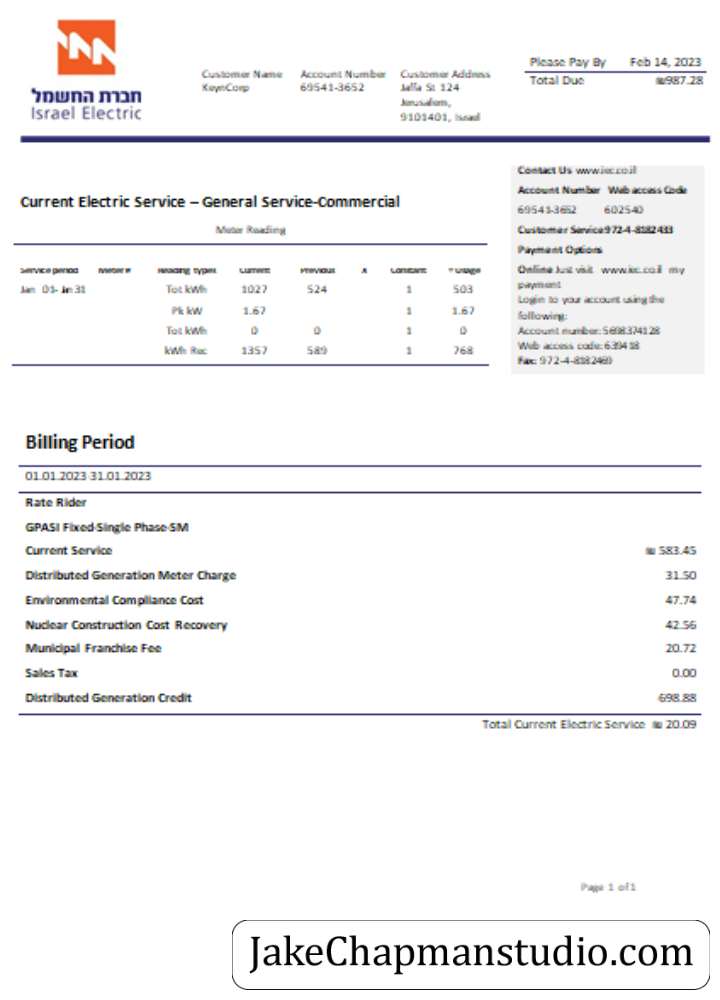 חברת החשמל
Israel Electric
Customer Name Account Number Customer Address
KeynCorp 69541-3652 Jaffa St 124
Jerusalem,
9101401, Israel
Please Pay By Feb 14, 2023
Total Due ₪987.28
Current Electric Service – General Service-Commercial
Meter Reading
Service period Meter # Reading types Current Previous X Constant = Usage
Jan 01- Jn 31 Tot kWh 1027 524 1 503
Pk kW 1.67 1 1.67
Tot kWh 0 0 1 0
kWh Rec 1357 589 1 768
Contact Us www.iec.co.il
Account Number Web access Code
69541-3652 602540
Customer Service 972-4-8182433
Payment Options
Online Just visit www.iec.co.il my
payment
Login to your account using the
following:
Account number: 5698374128
Web access code: 639418
Fax: 972-4-8182469
Billing Period
01.01.2023-31.01.2023
Rate Rider
GPASI Fixed-Single Phase-SM
Current Service ₪ 583.45
Distributed Generation Meter Charge 31.50
Environmental Compliance Cost 47.74
Nuclear Construction Cost Recovery 42.56
Municipal Franchise Fee 20.72
Sales Tax 0.00
Distributed Generation Credit -698.88
Total Current Electric Service ₪ 20.09
Page 1 of 1
JakeChapmanstudio.com